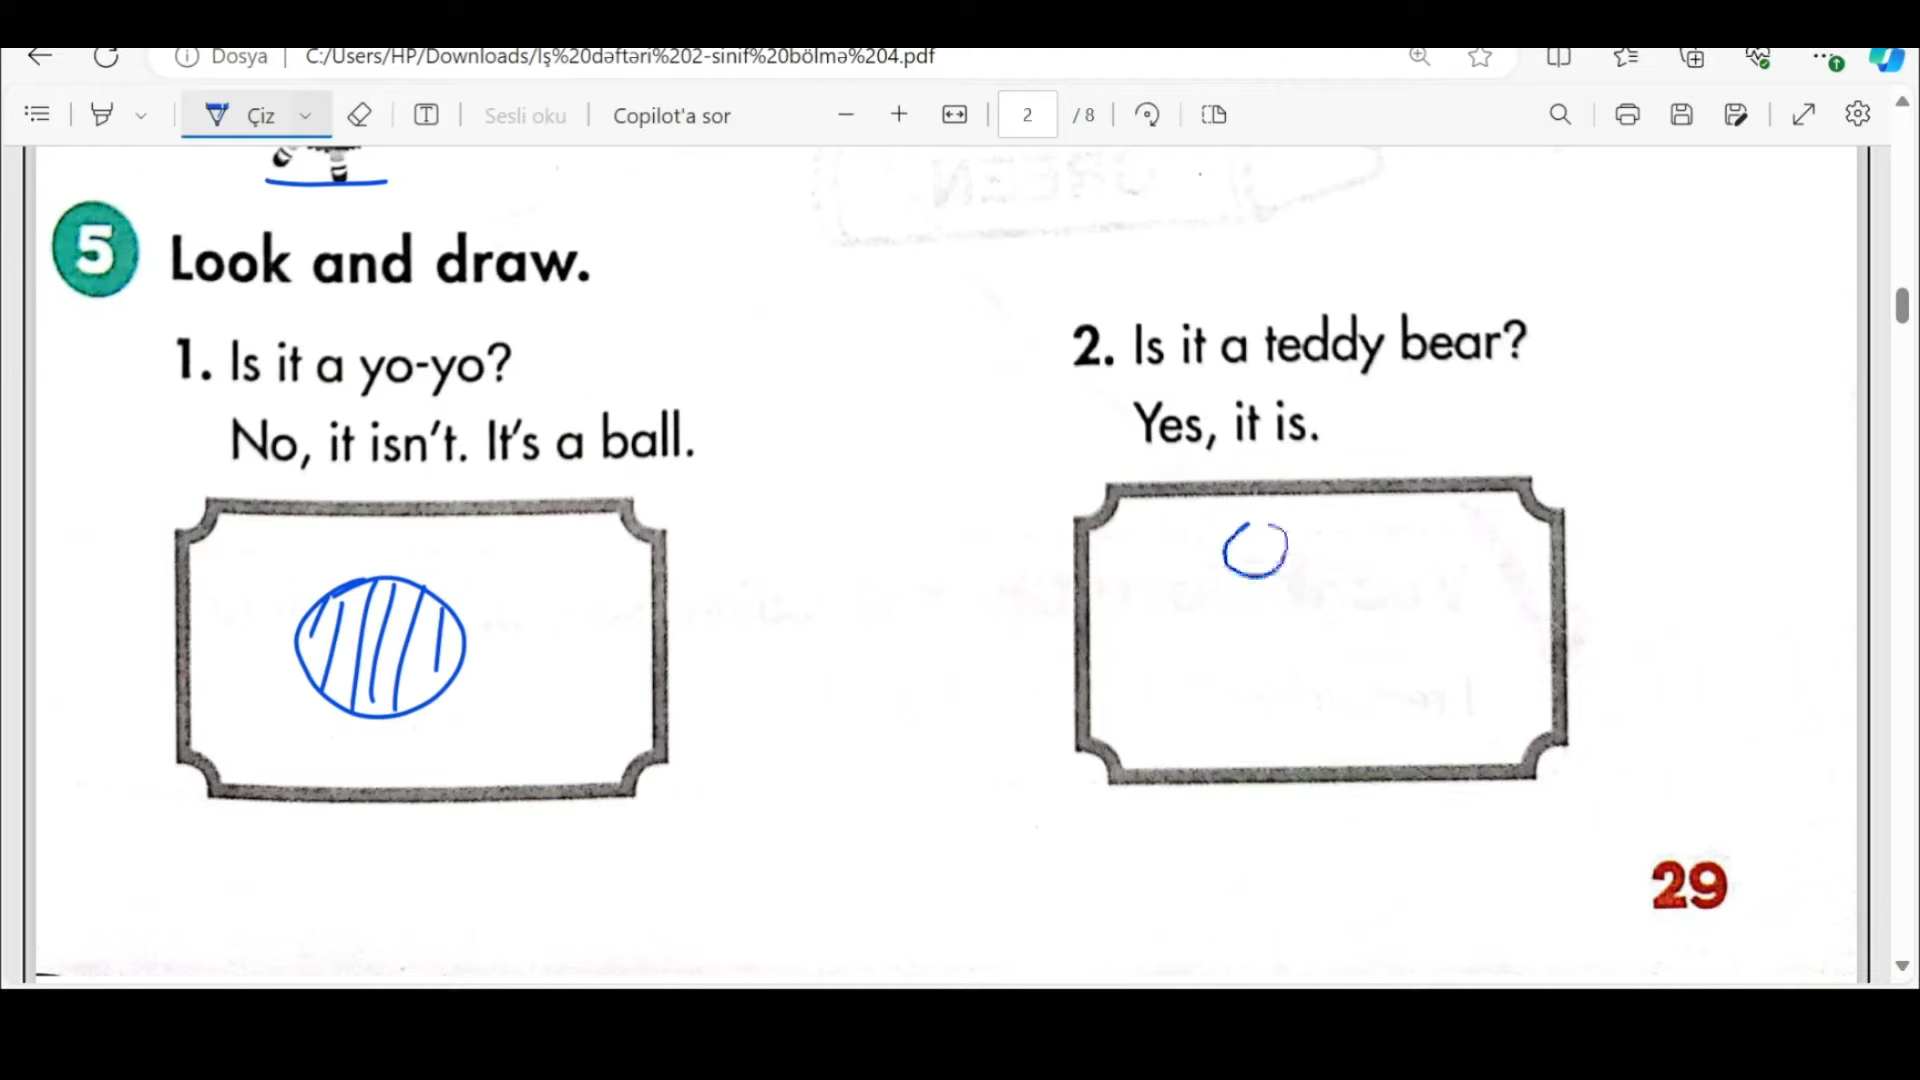 Dosya | C:/Users/HP/Downloads/İş%20dəftəri%202-sinif%20bölmə%204.pdf
Çiz Sesli oku Copilot'a sor 2 / 8
GREEN
5 Look and draw.
1. Is it a yo-yo?
No, it isn't. It's a ball.
2. Is it a teddy bear?
Yes, it is.
29